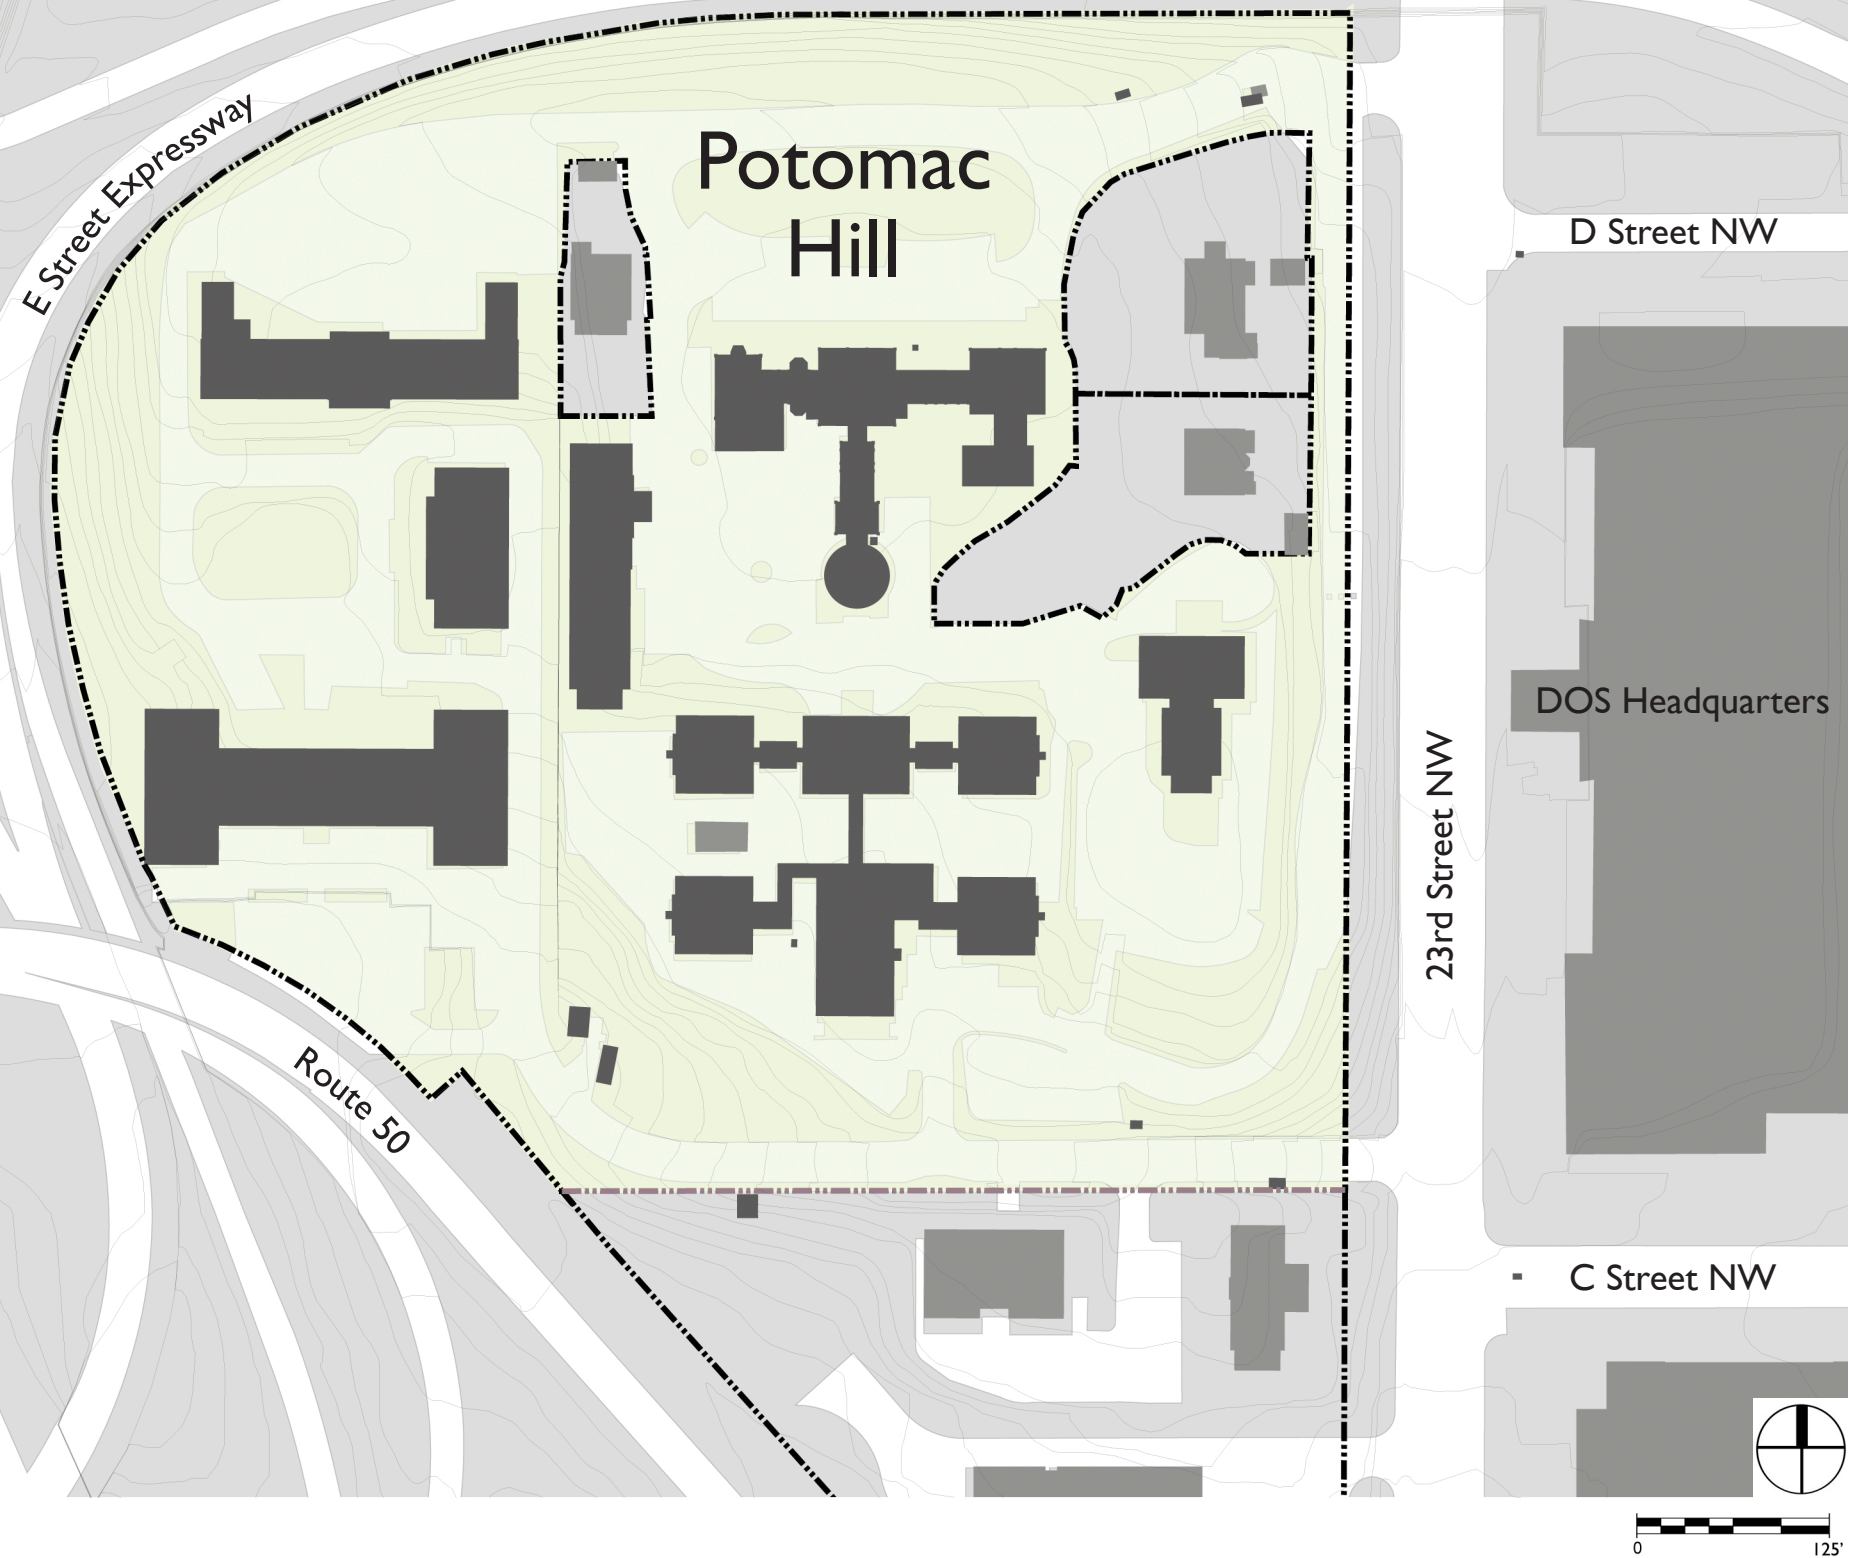 Potomac
Hill
E Street Expressway
D Street NW
DOS Headquarters
23rd Street NW
Route 50
C Street NW
0 125'